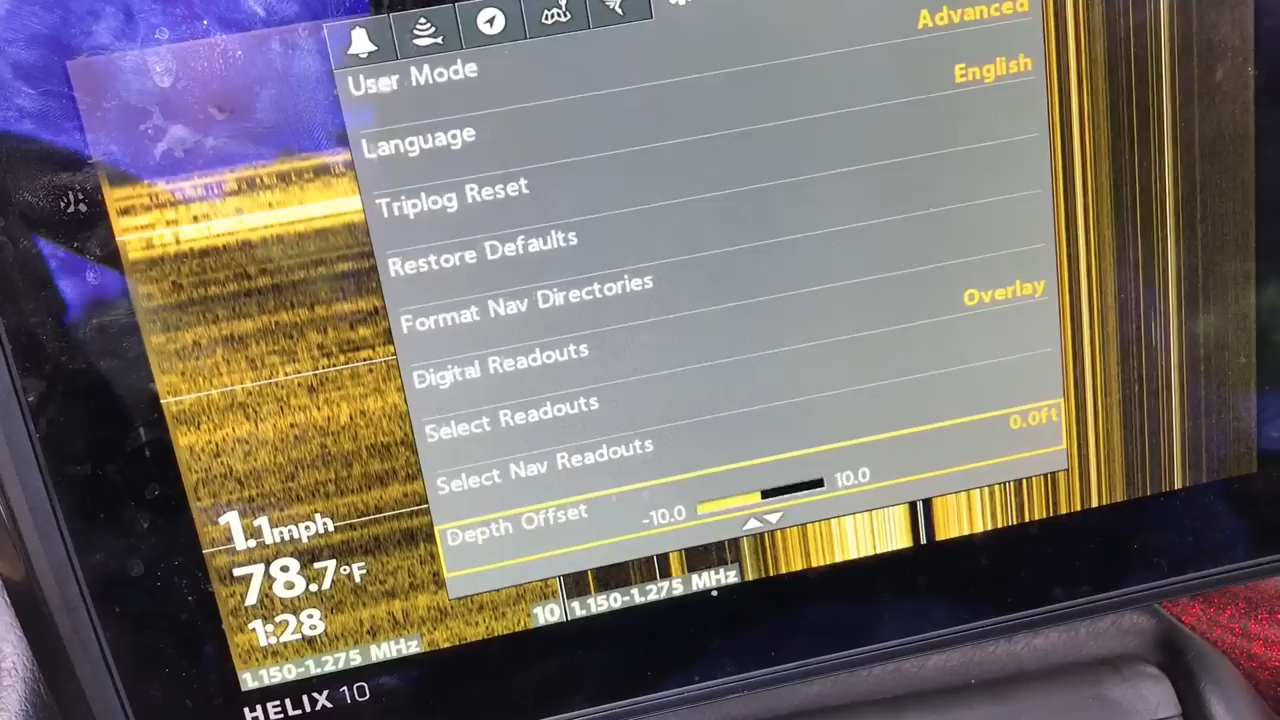 User Mode Advanced
Language English
Triplog Reset
Restore Defaults
Format Nav Directories
Digital Readouts Overlay
Select Readouts
Select Nav Readouts
Depth Offset -10.0 10.0 0.0ft
1.1mph
78.7°F
1:28
10 1.150-1.275 MHz
1.150-1.275 MHz
HELIX 10